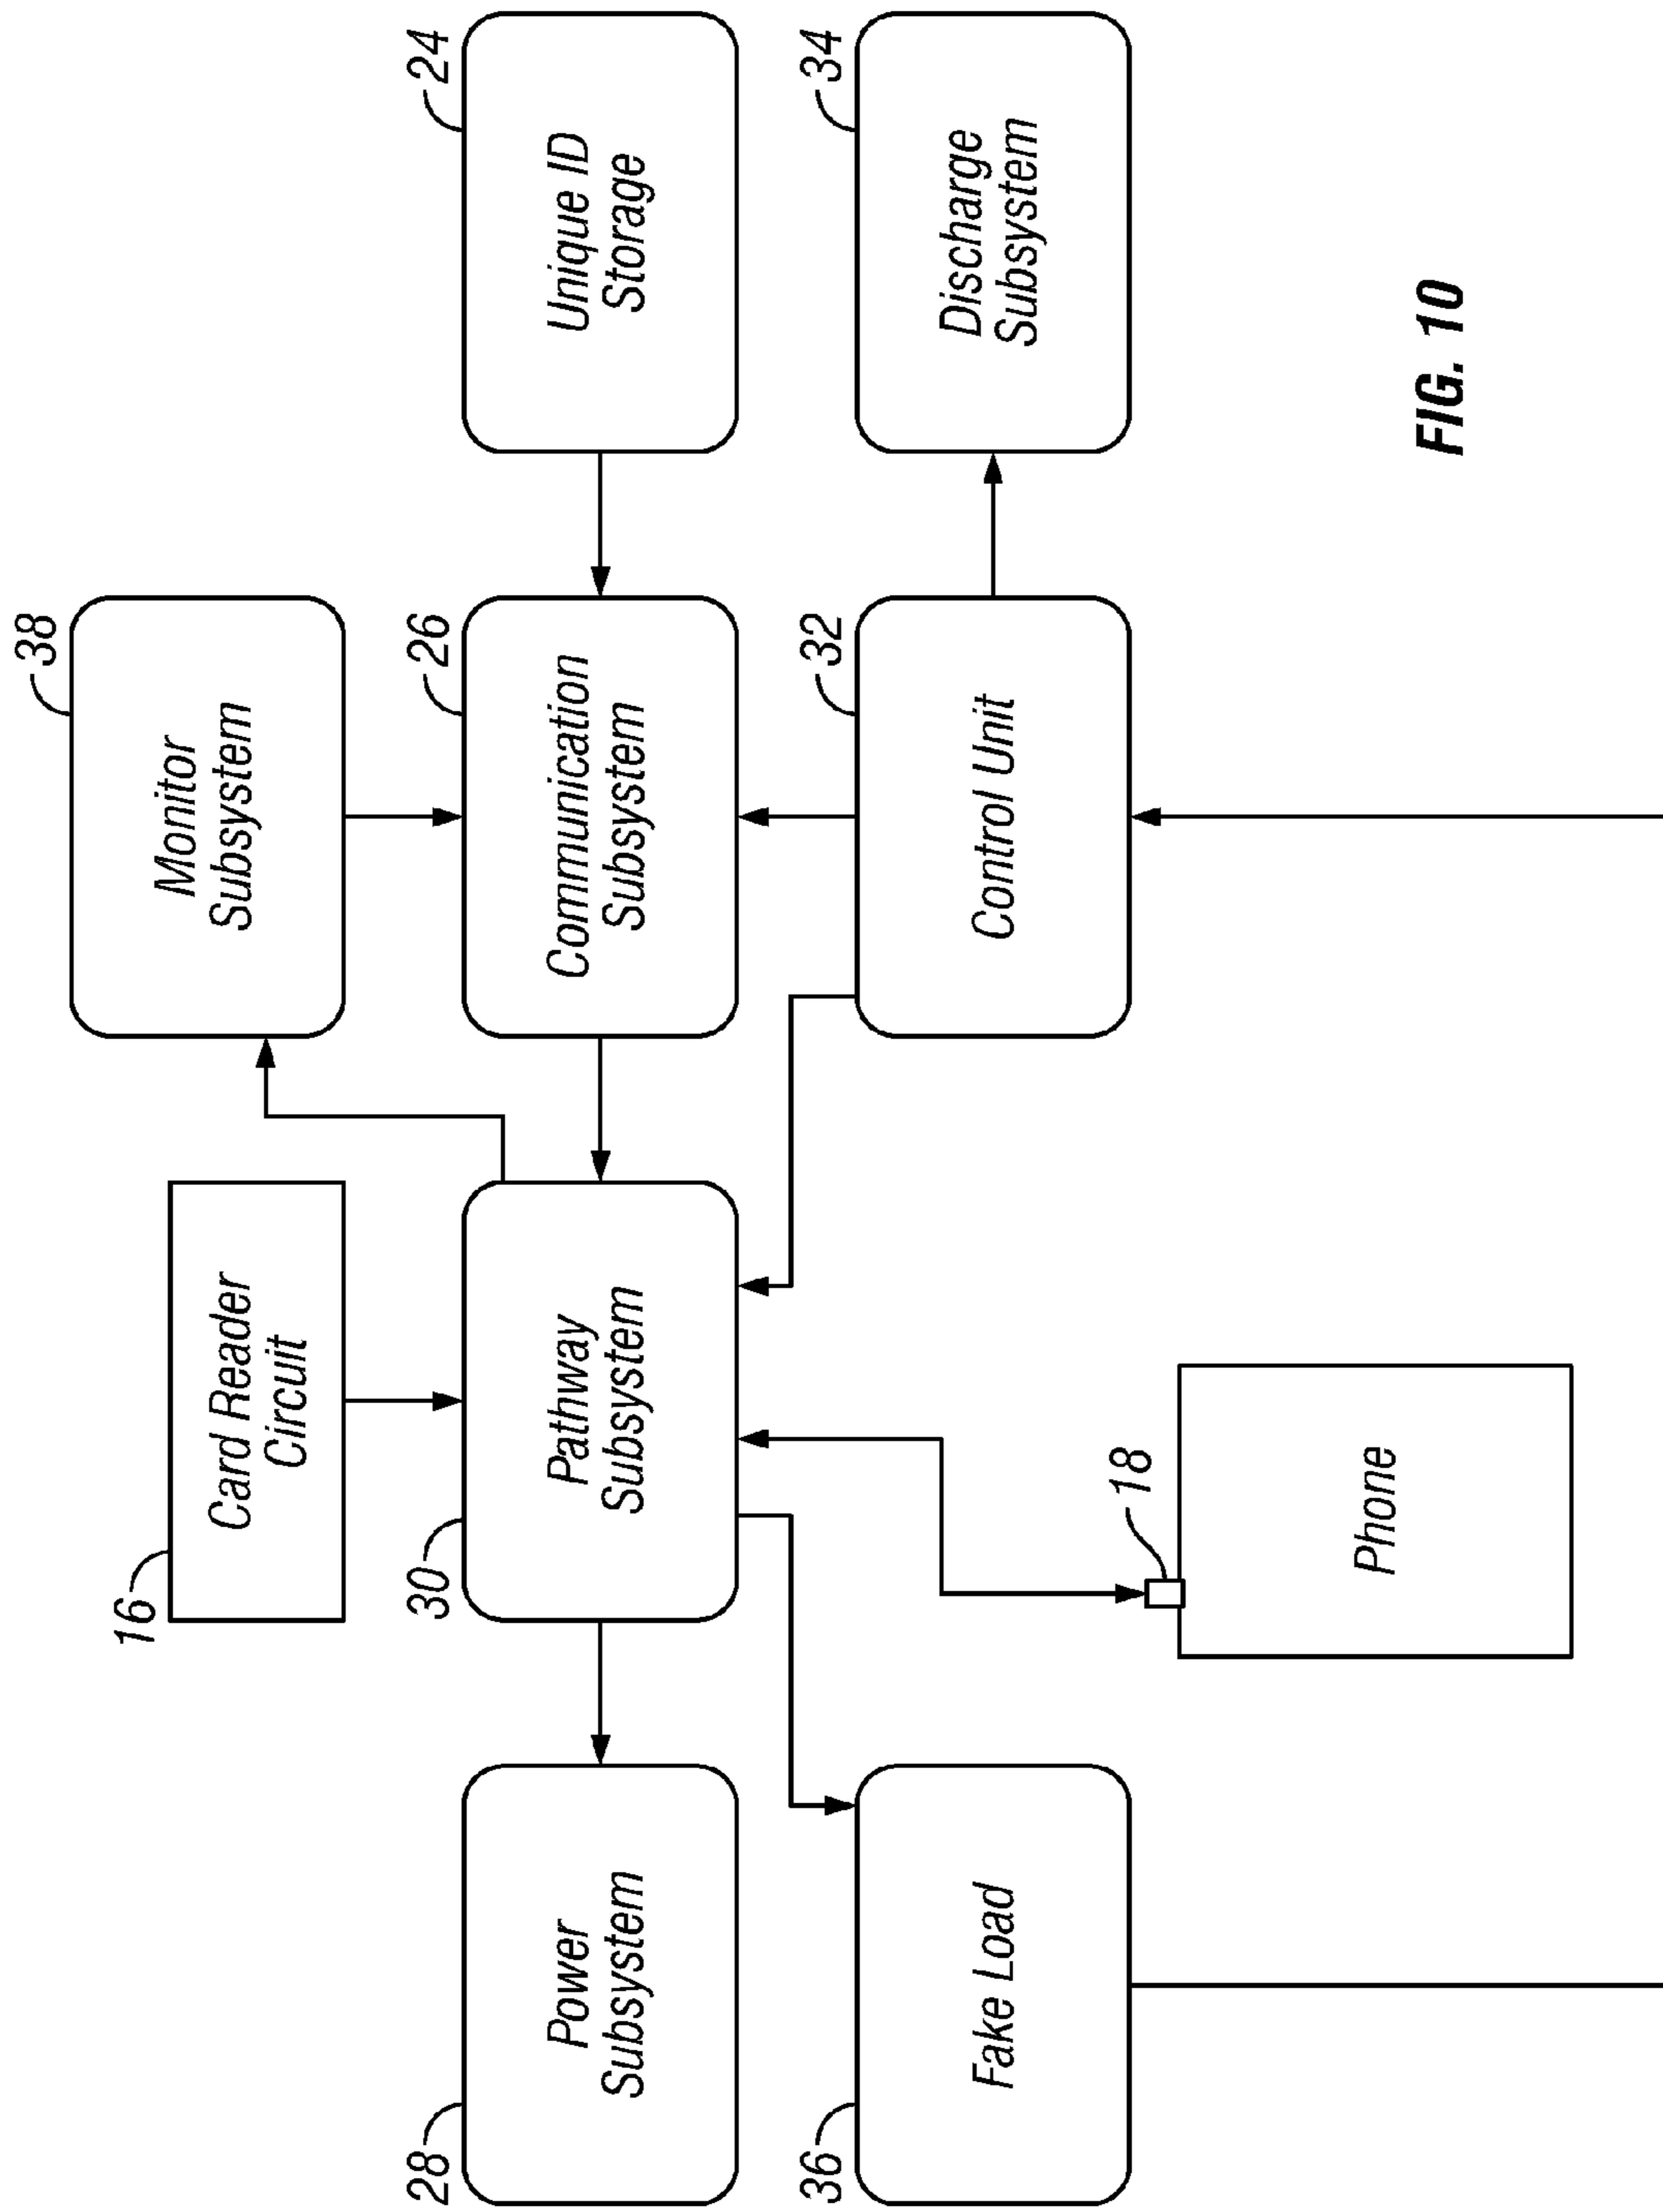 38
Monitor
Subsystem
16
Card Reader
Circuit
28
Power
Subsystem
30
Pathway
Subsystem
26
Communication
Subsystem
24
Unique ID
Storage
36
Fake Load
32
Control Unit
34
Discharge
Subsystem
18
Phone
FIG. 10